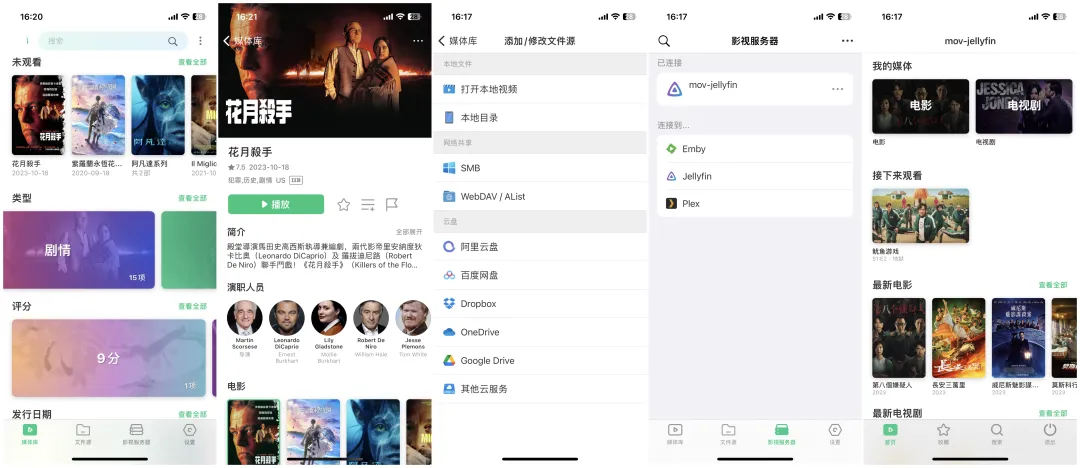 16:20
28
搜索
未观看
查看全部
花月殺手
2023-10-18
紫羅蘭永恆花...
2020-09-18
阿凡達系列
共2部
Il Miglio
2021-10
类型
查看全部
剧情
15项
评分
查看全部
9分
发行日期
查看全部
媒体库
文件源
影视服务器
设置
16:21
28
媒体库
花月殺手
花月殺手
7.5 2023-10-18
犯罪,历史,剧情 US
播放
简介
全部展开
殿堂導演馬田史高西斯執導兼編劇，兩代影帝里安納度狄
卡比奧（Leonardo DiCaprio）及 羅拔迪尼路（Robert
De Niro）聯手鬥戲！《花月殺手》（Killers of the Flo...
演职人员
Martin
Scorsese
导演
Leonardo
DiCaprio
Ernest
Burkhart
Lily
Gladstone
Mollie
Burkhart
Robert De
Niro
William Hale
Jesse
Plemons
Tom White
电影
16:17
28
媒体库
添加/修改文件源
本地文件
打开本地视频
本地目录
网络共享
SMB
WebDAV / AList
云盘
阿里云盘
百度网盘
Dropbox
OneDrive
Google Drive
其他云服务
16:17
28
影视服务器
已连接
mov-jellyfin
连接到...
Emby
Jellyfin
Plex
媒体库
文件源
影视服务器
设置
16:17
28
mov-jellyfin
我的媒体
电影
JESSICA
JONES
电视剧
电影
电视剧
接下来观看
鱿鱼游戏
最新电影
查看全部
第八個嫌疑人
2023
長安三萬里
2023
威尼斯魅影謀...
2023
莫斯科行
2023
最新电视剧
查看全部
首页
收藏
搜索
退出